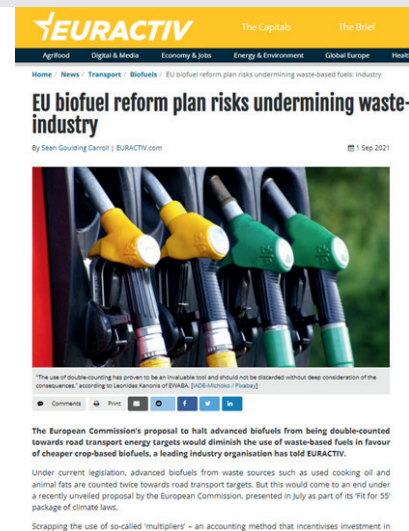 EURACTIV The Capitals The Brief
Agrifood Digital & Media Economy & Jobs Energy & Environment Global Europe Healt
Home / News / Transport / Biofuels / EU biofuel reform plan risks undermining waste-based fuels: industry
EU biofuel reform plan risks undermining waste-
industry
By Sean Goulding Carroll | EURACTIV.com 1 Sep 2021
"The use of double-counting has proven to be an invaluable tool and should not be discarded without deep consideration of the
consequences," according to Leonidas Kanonis of EWABA. [JADE-Michoko / Pixabay]
Comments Print
The European Commission's proposal to halt advanced biofuels from being double-counted
towards road transport energy targets would diminish the use of waste-based fuels in favour
of cheaper crop-based biofuels, a leading industry organisation has told EURACTIV.
Under current legislation, advanced biofuels from waste sources such as used cooking oil and
animal fats are counted twice towards road transport targets. But this would come to an end under
a recently unveiled proposal by the European Commission, presented in July as part of its 'Fit for 55'
package of climate laws.
Scrapping the use of so-called 'multipliers' – an accounting method that incentivises investment in